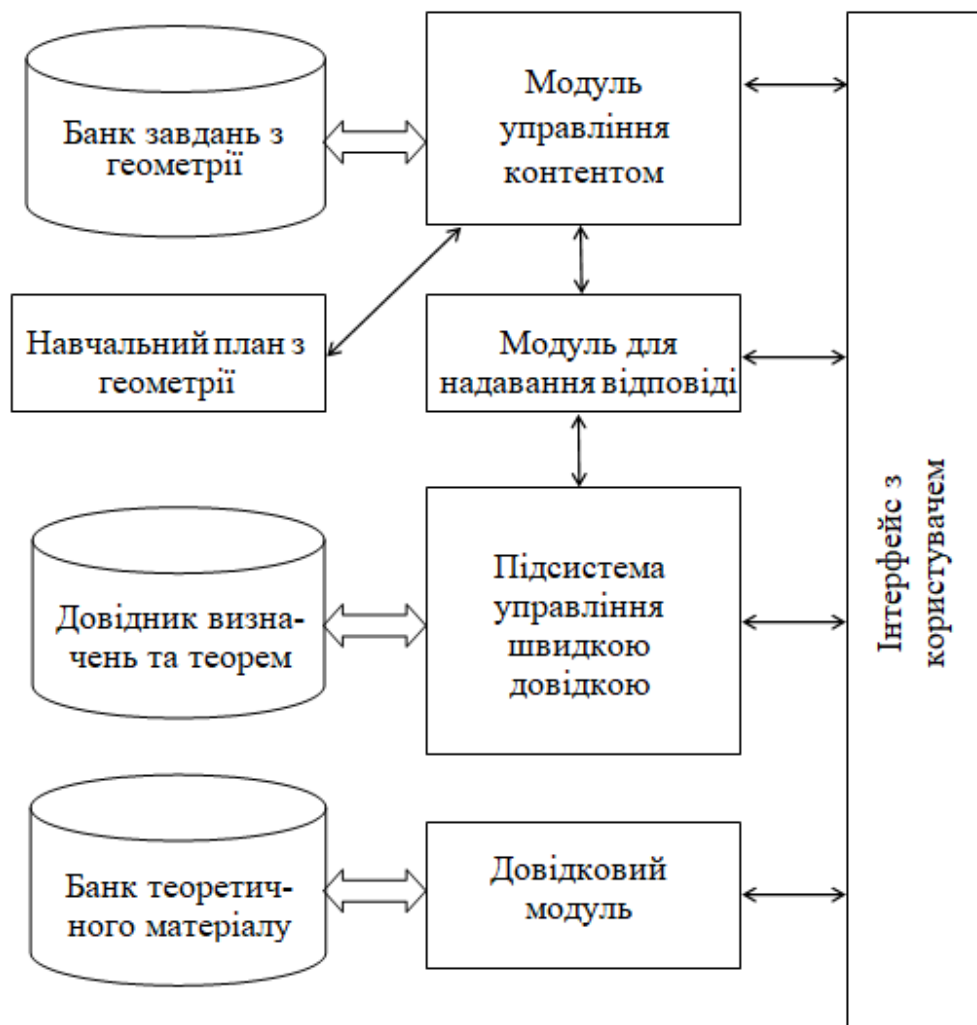 Банк завдань з
геометрії
Модуль
управління
контентом
Навчальний план з
геометрії
Модуль для
надавання відповіді
Довідник визна-
чень та теорем
Підсистема
управління
швидкою
довідкою
Банк теоретич-
ного матеріалу
Довідковий
модуль
Інтерфейс з
користувачем